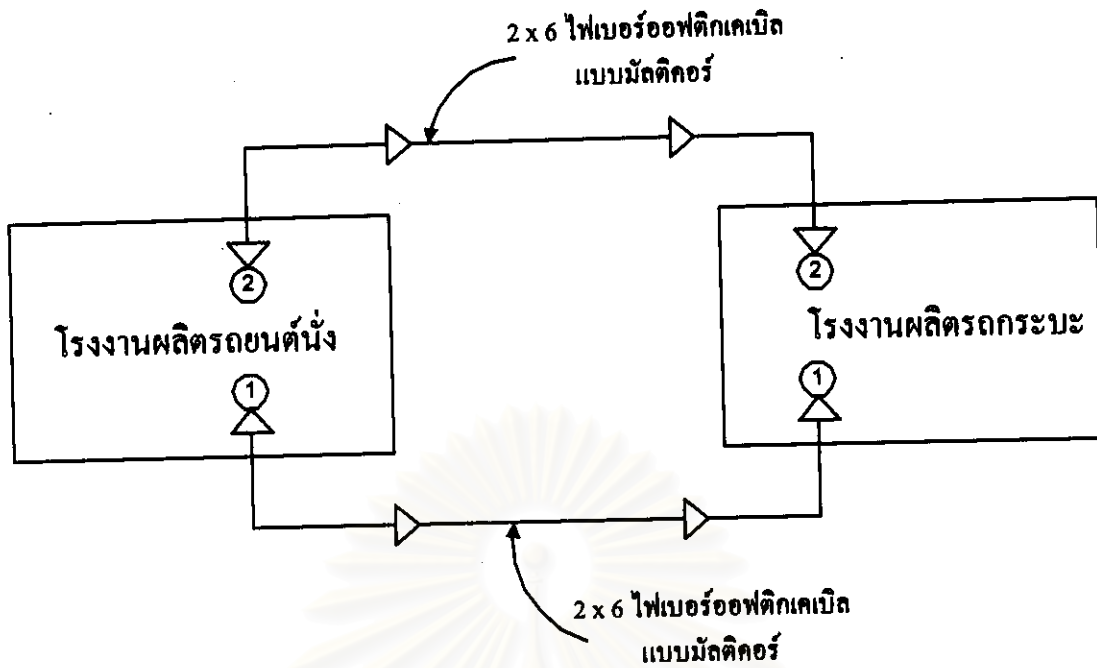 2 x 6 ไฟเบอร์ออฟติกเคเบิล
แบบมัลติคอร์
2
2
โรงงานผลิตรถยนต์นั่ง
โรงงานผลิตรถกระบะ
1
1
2 x 6 ไฟเบอร์ออฟติกเคเบิล
แบบมัลติคอร์